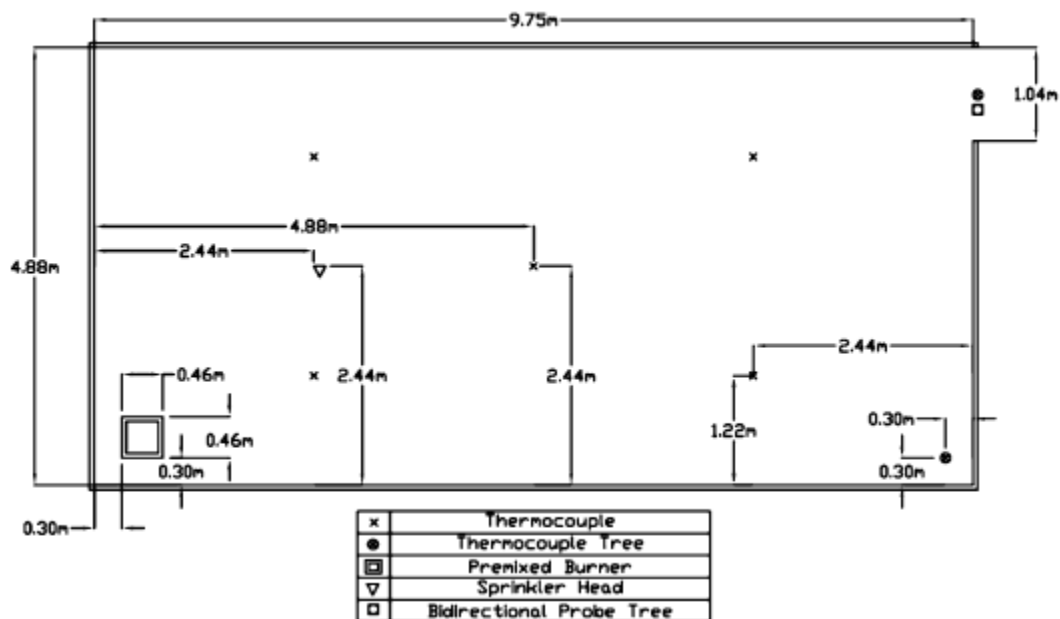 9.75m
1.04m
4.88m
4.88m
2.44m
2.44m
0.46m
2.44m
2.44m
1.22m
0.30m
0.46m
0.30m
0.30m
0.30m
x Thermocouple
Thermocouple Tree
Premixed Burner
Sprinkler Head
Bidirectional Probe Tree